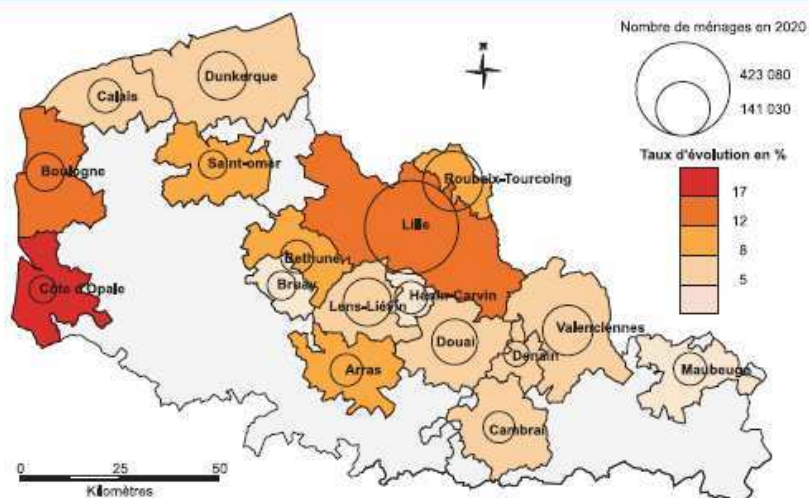 Nombre de ménages en 2020
423 080
141 030
Taux d'évolution en %
17
12
8
5
Dunkerque
Calais
Saint-omer
Boulogne
Roubaix-Tourcoing
Lille
Bethune
Bruay
Côte d'Opale
Hénin-Carvin
Lens-Liévin
Valenciennes
Douai
Denain
Arras
Maubeuge
Cambrai
0 25 50
Kilomètres